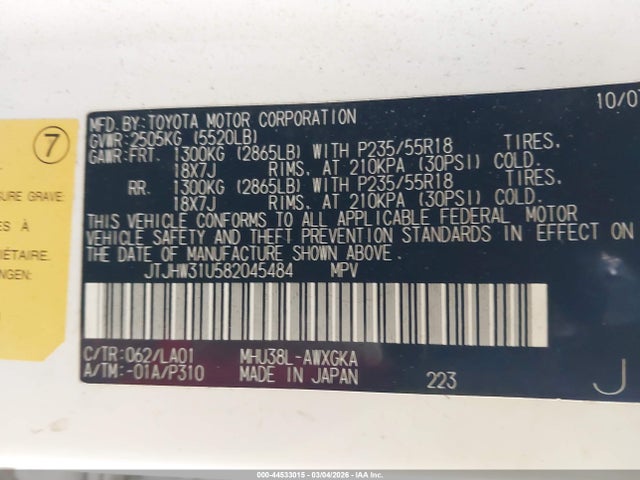 MFD. BY: TOYOTA MOTOR CORPORATION 10/07
GVWR: 2505KG (5520LB)
GAWR: FRT. 1300KG (2865LB) WITH P235/55R18 TIRES.
18X7J RIMS. AT 210KPA (30PSI) COLD.
RR. 1300KG (2865LB) WITH P235/55R18 TIRES.
18X7J RIMS. AT 210KPA (30PSI) COLD.
THIS VEHICLE CONFORMS TO ALL APPLICABLE FEDERAL MOTOR
VEHICLE SAFETY AND THEFT PREVENTION STANDARDS IN EFFECT ON
THE DATE OF MANUFACTURE SHOWN ABOVE.
JTJHW31U582045484 MPV
C/TR: 062/LA01 MHU38L-AWXGKA
A/TM: -01A/P310 MADE IN JAPAN 223 J
7
SURE GRAVE:
S À
IÉTAIRE.
NGEN:
000-44533015 - 03/04/2026 - IAA Inc.